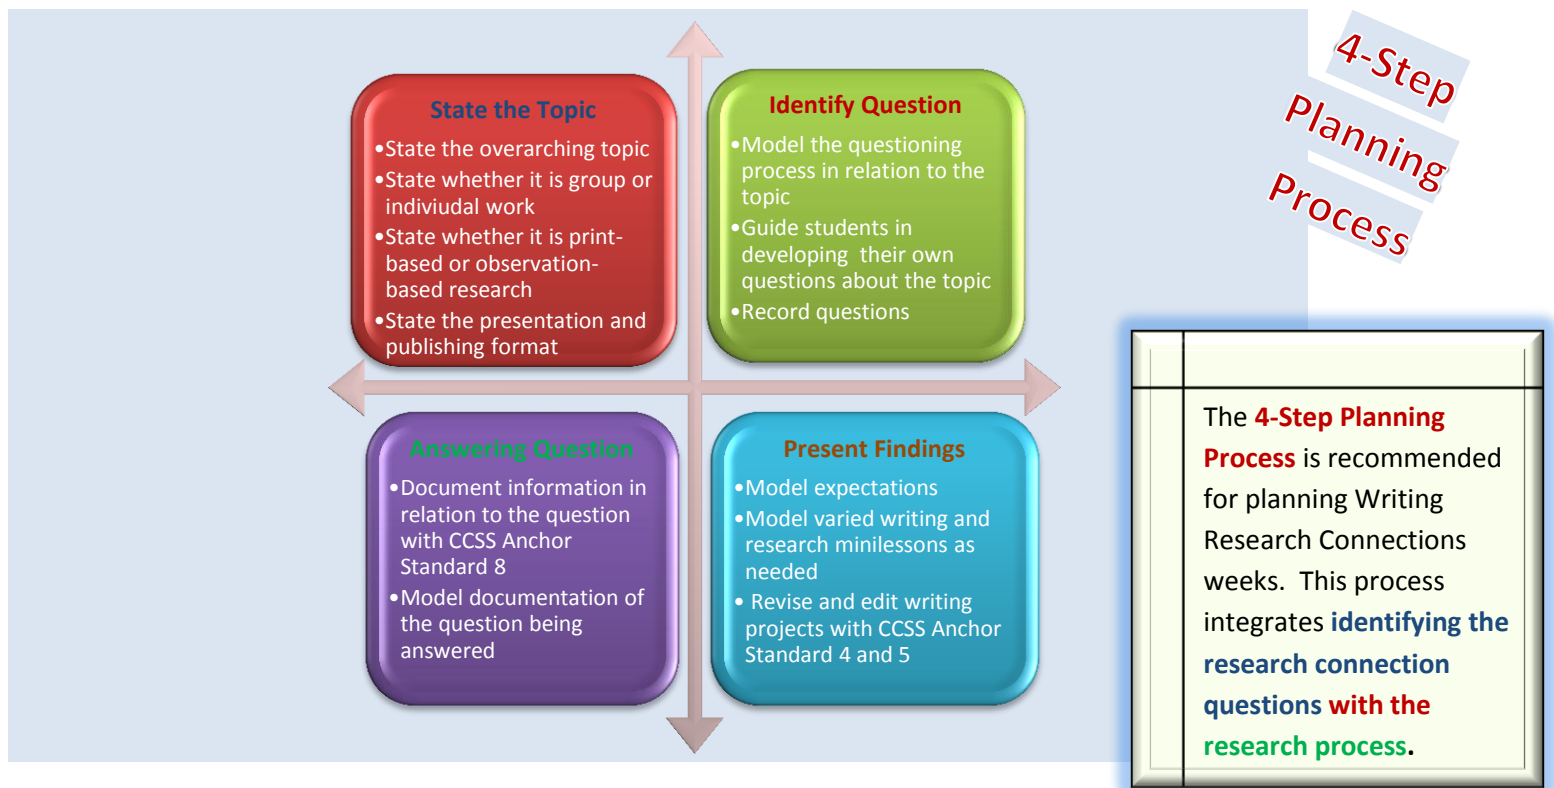 4-Step
Planning
Process
State the Topic
•State the overarching topic
•State whether it is group or
indiviudal work
•State whether it is print-
based or observation-
based research
•State the presentation and
publishing format
Identify Question
•Model the questioning
process in relation to the
topic
•Guide students in
developing their own
questions about the topic
•Record questions
Answering Question
•Document information in
relation to the question
with CCSS Anchor
Standard 8
•Model documentation of
the question being
answered
Present Findings
•Model expectations
•Model varied writing and
research minilessons as
needed
• Revise and edit writing
projects with CCSS Anchor
Standard 4 and 5
The 4-Step Planning
Process is recommended
for planning Writing
Research Connections
weeks. This process
integrates identifying the
research connection
questions with the
research process.